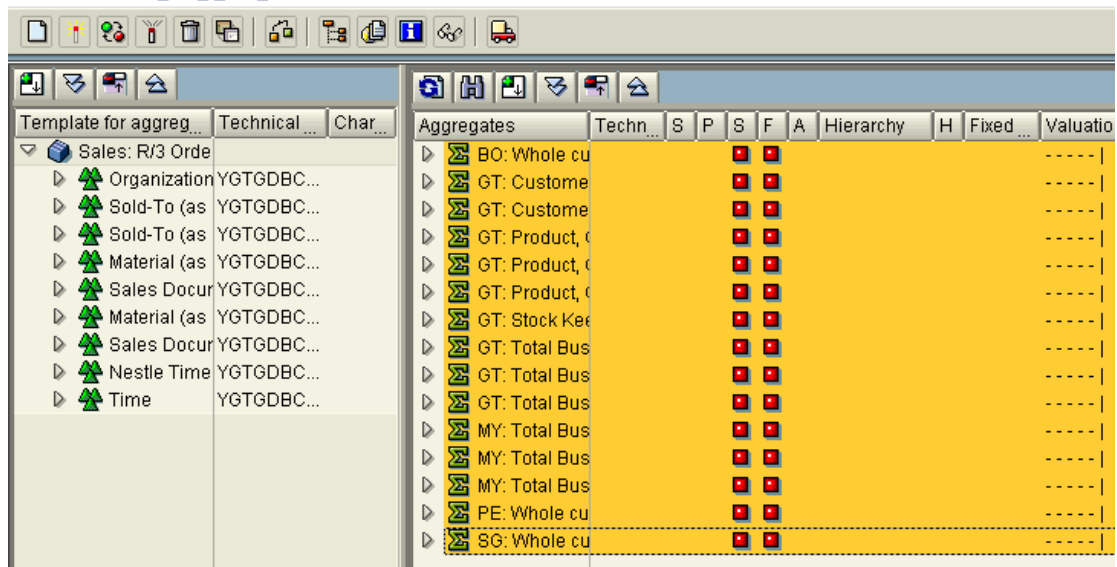 Template for aggreg... Technical ... Char...
Sales: R/3 Orde
Organization YGTGDBC...
Sold-To (as YGTGDBC...
Sold-To (as YGTGDBC...
Material (as YGTGDBC...
Sales Docur YGTGDBC...
Material (as YGTGDBC...
Sales Docur YGTGDBC...
Nestle Time YGTGDBC...
Time YGTGDBC...
Aggregates Techn... S P S F A Hierarchy H Fixed ... Valuatio
BO: Whole cu - - - - - |
GT: Custome - - - - - |
GT: Custome - - - - - |
GT: Product, - - - - - |
GT: Product, - - - - - |
GT: Product, - - - - - |
GT: Stock Kee - - - - - |
GT: Total Bus - - - - - |
GT: Total Bus - - - - - |
GT: Total Bus - - - - - |
MY: Total Bus - - - - - |
MY: Total Bus - - - - - |
MY: Total Bus - - - - - |
PE: Whole cu - - - - - |
SG: Whole cu - - - - - |